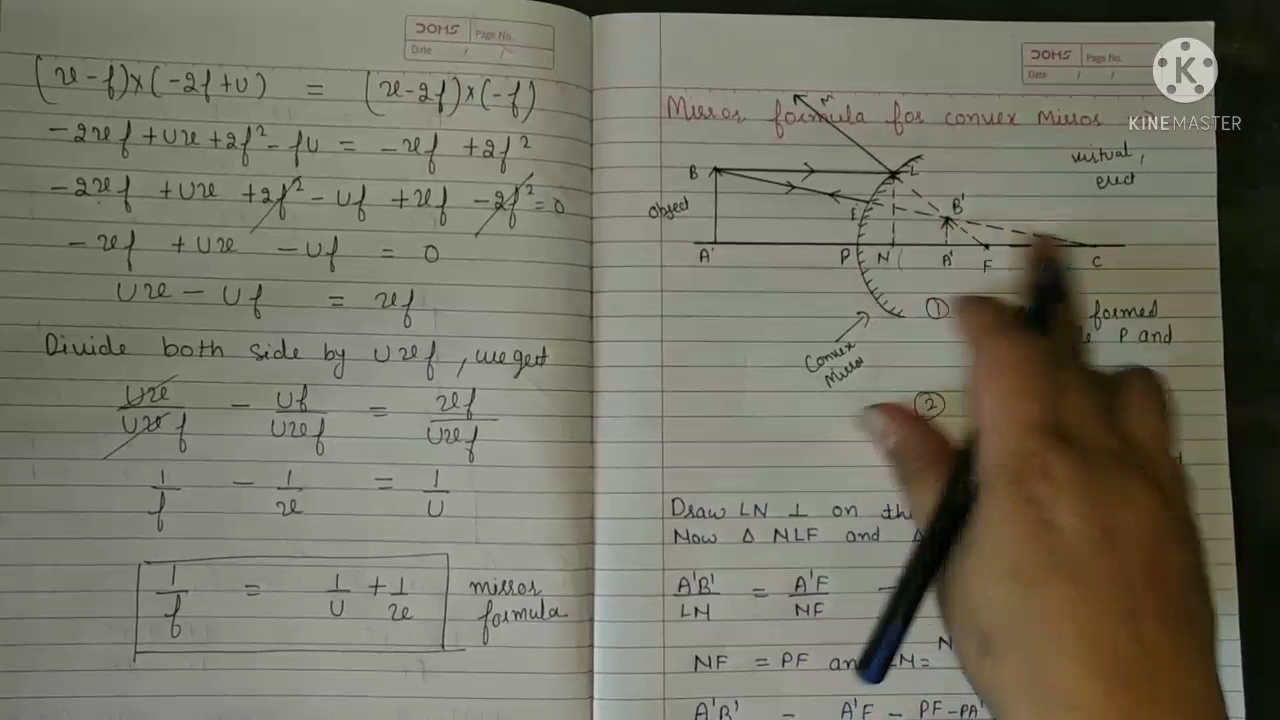 DOMS Page No.
Date / /
(v-f)×(-2f+u) = (v-2f)×(-f)
-2vf +uv +2f² - fu = -vf +2f²
-2vf +uv +2f² - uf +vf -2f² = 0
-vf +uv -uf = 0
uv - uf = vf
Divide both side by uvf, we get
uv/uvf - uf/uvf = vf/uvf
1/f - 1/v = 1/u
1/f = 1/u + 1/v mirror formula
DOMS Page No.
Date / /
K
KINEMASTER
Mirror formula for convex Mirror
virtual,
erect
M
B L
Object E B'
A' P N A' F C
Convex Mirror
① formed
P and
②
Draw LN ⊥ on the
Now Δ NLF and Δ
A'B'/LN = A'F/NF -
NF = PF and LN =
A'B' = A'F = PF-PA'